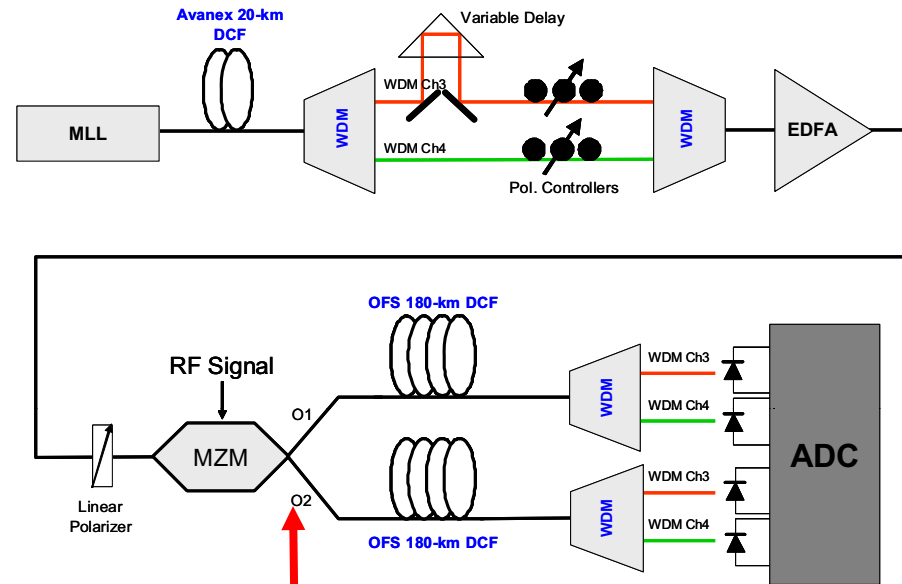 Avanex 20-km
DCF
Variable Delay
WDM Ch3
MLL
WDM
WDM
EDFA
WDM Ch4
Pol. Controllers
OFS 180-km DCF
WDM Ch3
RF Signal
O1
WDM
WDM Ch4
MZM
ADC
WDM Ch3
O2
WDM
Linear
Polarizer
WDM Ch4
OFS 180-km DCF